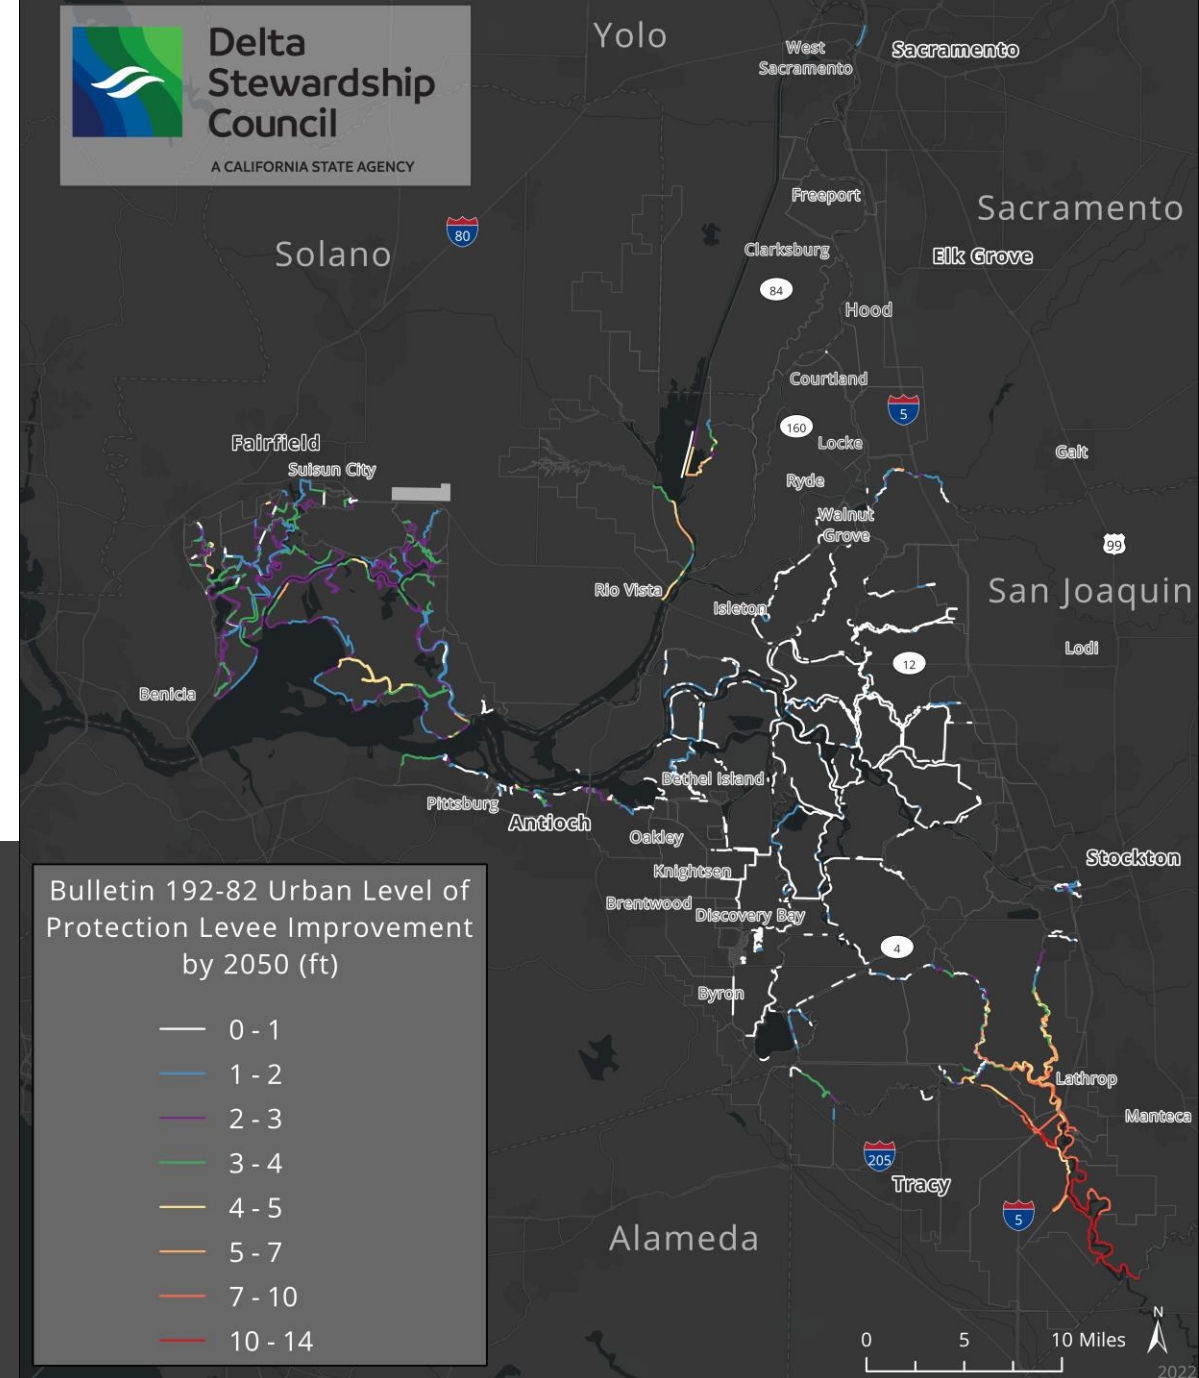 Delta
Stewardship
Council
A CALIFORNIA STATE AGENCY
Yolo
West
Sacramento
Sacramento
Freeport
Sacramento
Clarksburg
Elk Grove
80
Solano
84
Hood
Courtland
5
160
Locke
Galt
Fairfield
Suisun City
Ryde
Walnut
Grove
99
Rio Vista
Isleton
San Joaquin
Lodi
12
Benicia
Bethel Island
Pittsburg
Antioch
Oakley
Stockton
Knightsen
Brentwood
Discovery Bay
4
Byron
Lathrop
Manteca
205
Tracy
5
Alameda
Bulletin 192-82 Urban Level of
Protection Levee Improvement
by 2050 (ft)
0 - 1
1 - 2
2 - 3
3 - 4
4 - 5
5 - 7
7 - 10
10 - 14
0 5 10 Miles
N
2022